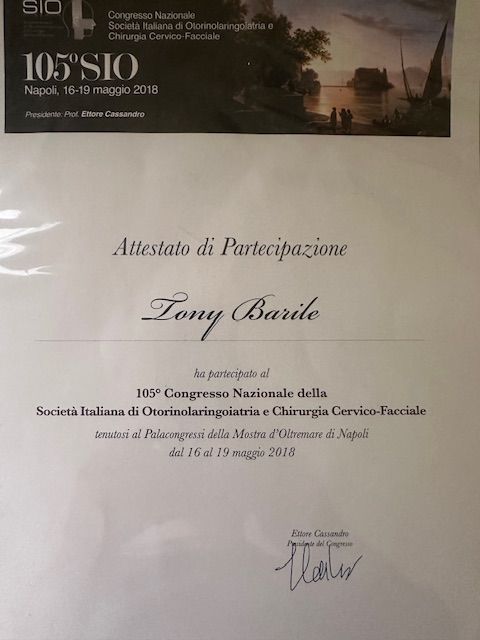 SIO
Congresso Nazionale
Società Italiana di Otorinolaringoiatria e
Chirurgia Cervico-Facciale
105° SIO
Napoli, 16-19 maggio 2018
Presidente: Prof. Ettore Cassandro
Attestato di Partecipazione
Tony Barile
ha partecipato al
105° Congresso Nazionale della
Società Italiana di Otorinolaringoiatria e Chirurgia Cervico-Facciale
tenutosi al Palacongressi della Mostra d'Oltremare di Napoli
dal 16 al 19 maggio 2018
Ettore Cassandro
Presidente del Congresso